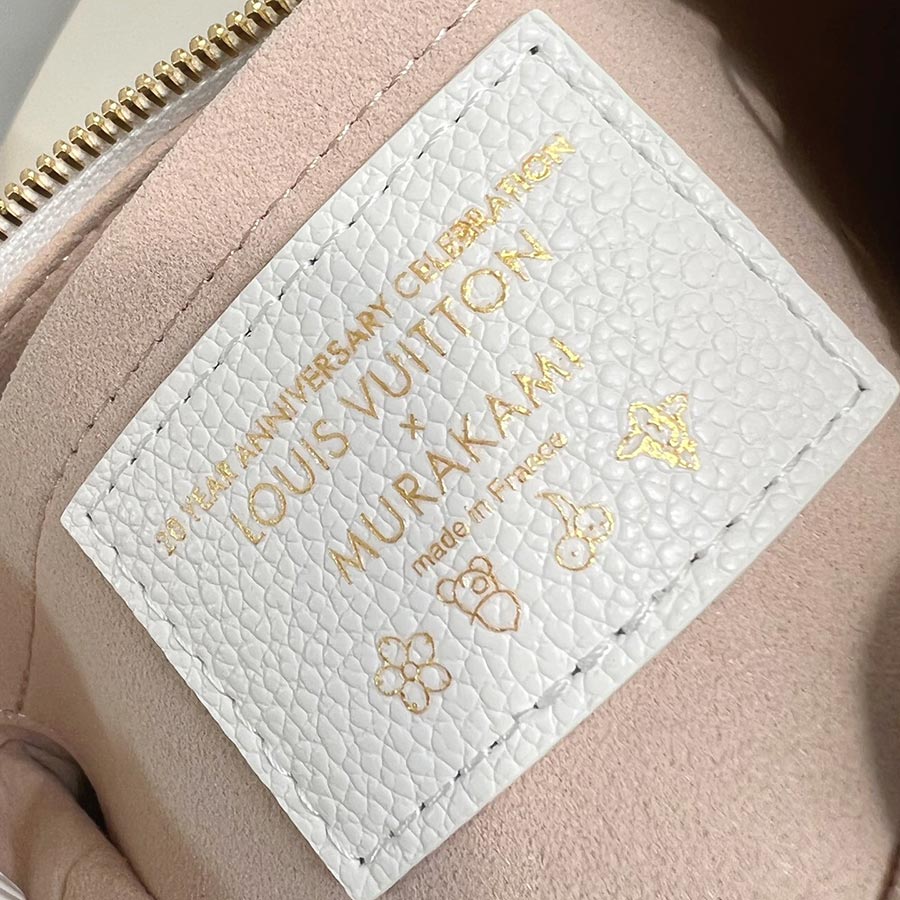 20 YEAR ANNIVERSARY CELEBRATION
LOUIS VUITTON
×
MURAKAMI
made in France